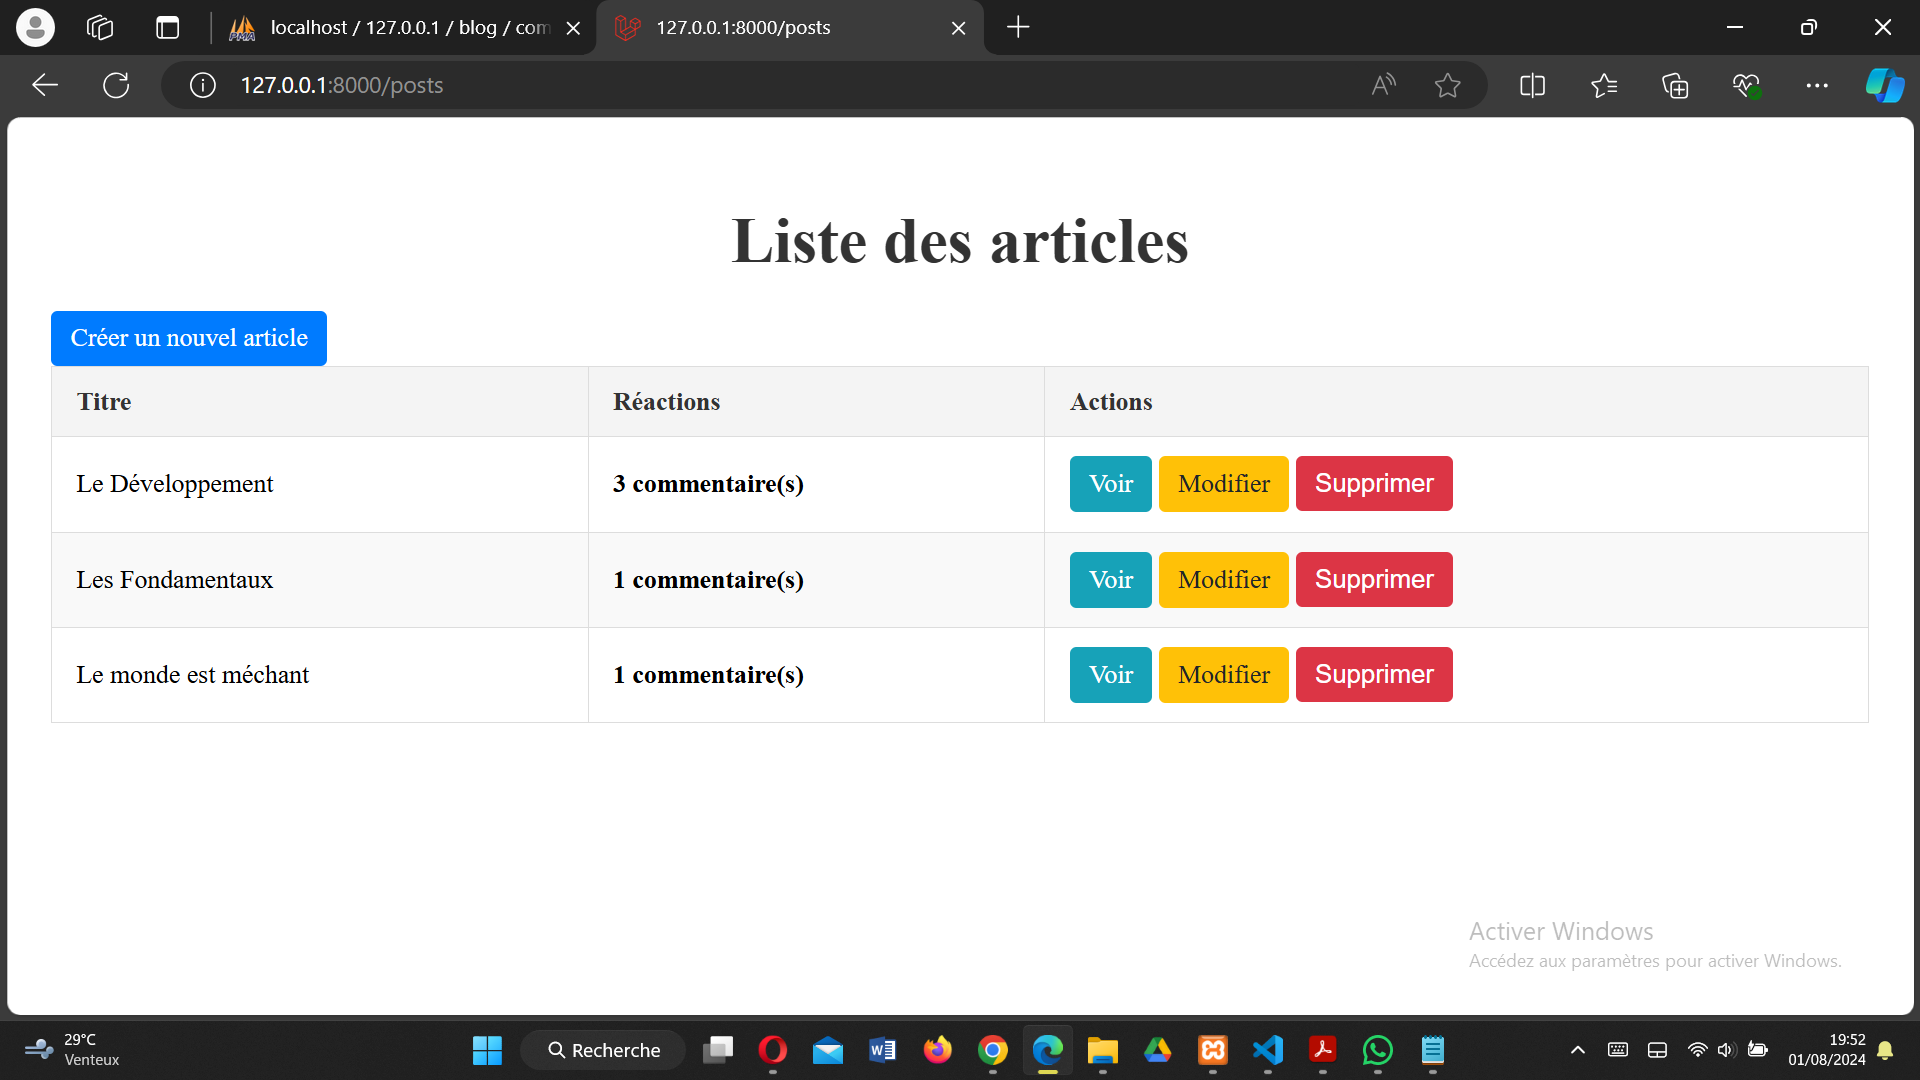 localhost / 127.0.0.1 / blog / com
127.0.0.1:8000/posts
127.0.0.1:8000/posts
Liste des articles
Créer un nouvel article
Titre Réactions Actions
Le Développement 3 commentaire(s) Voir Modifier Supprimer
Les Fondamentaux 1 commentaire(s) Voir Modifier Supprimer
Le monde est méchant 1 commentaire(s) Voir Modifier Supprimer
Activer Windows
Accédez aux paramètres pour activer Windows.
29°C
Venteux
Recherche
19:52
01/08/2024